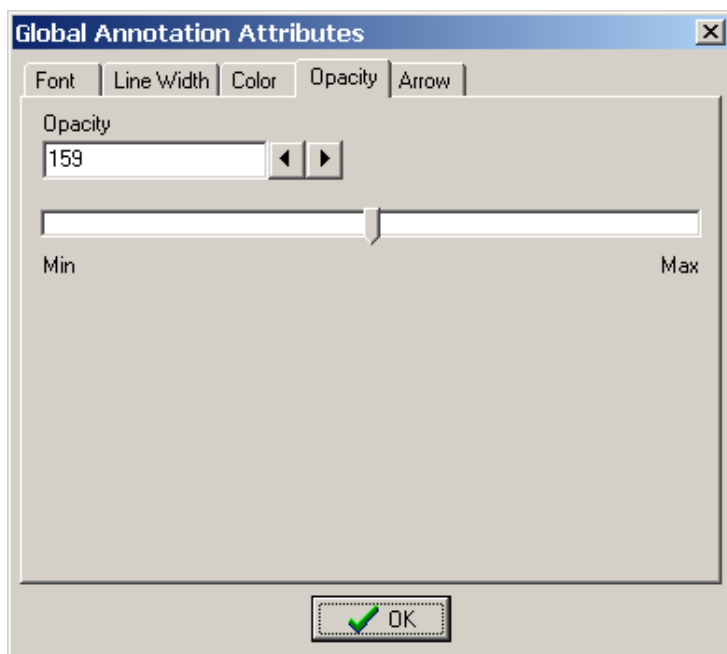 Global Annotation Attributes
Font Line Width Color Opacity Arrow
Opacity
159
Min Max
OK